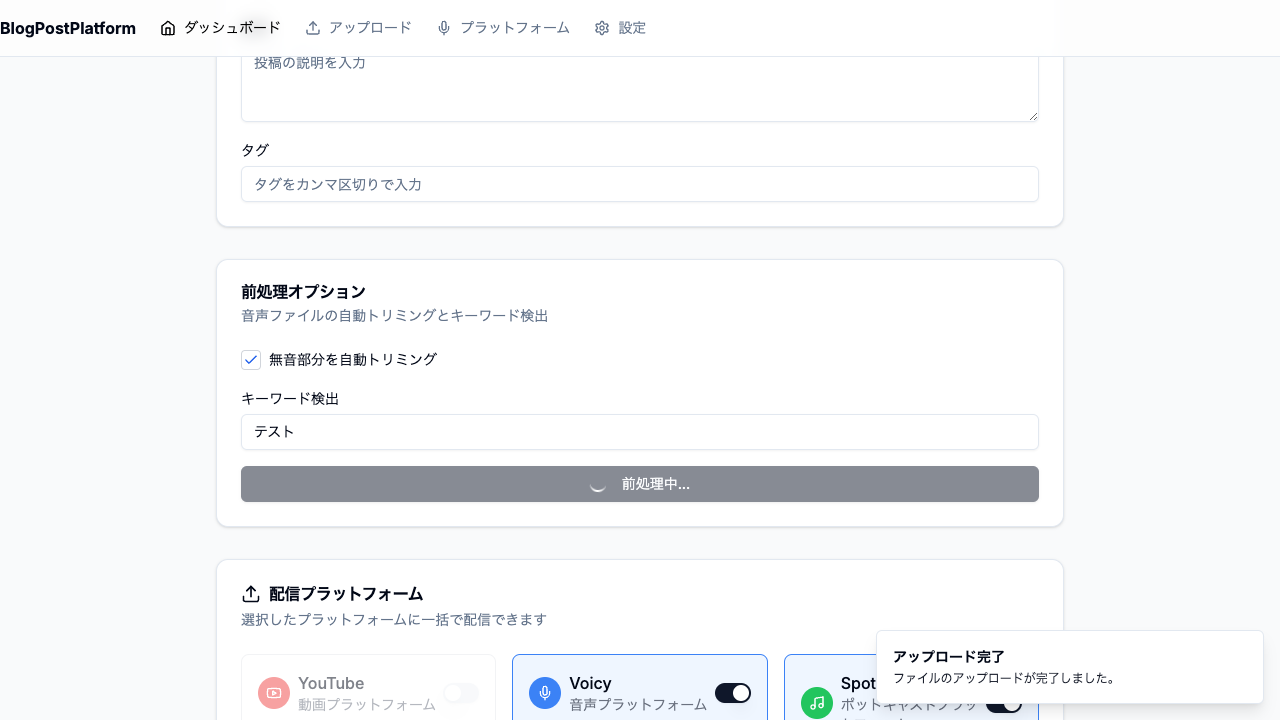 BlogPostPlatform
ダッシュボード
アップロード
プラットフォーム
設定
投稿の説明を入力
タグ
タグをカンマ区切りで入力
前処理オプション
音声ファイルの自動トリミングとキーワード検出
無音部分を自動トリミング
キーワード検出
テスト
前処理中...
配信プラットフォーム
選択したプラットフォームに一括で配信できます
YouTube
動画プラットフォーム
Voicy
音声プラットフォーム
Spot
ポッドキャストプラッ
アップロード完了
ファイルのアップロードが完了しました。